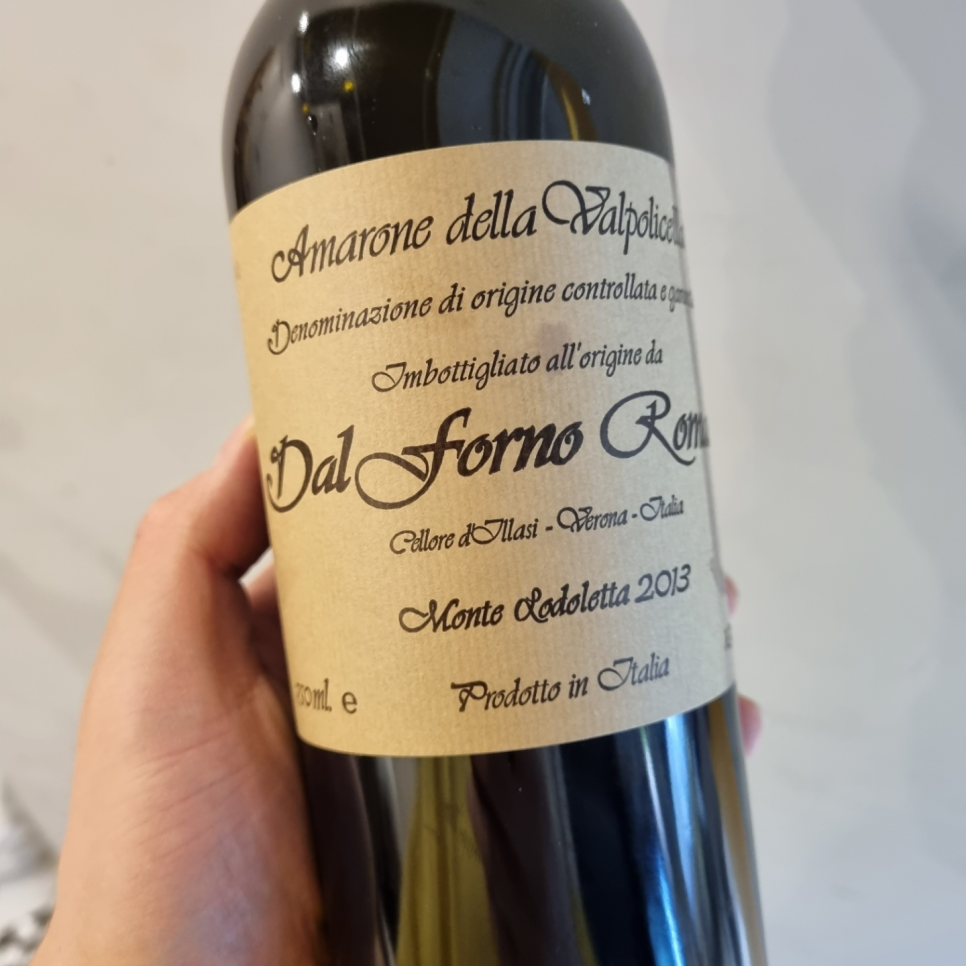 Amarone della Valpolicella
Denominazione di origine controllata e
Imbottigliato all'origine da
Dal Forno
Cellore d'Illasi - Verona - Italia
Monte Lodoletta 2013
Prodotto in Italia
ml. e